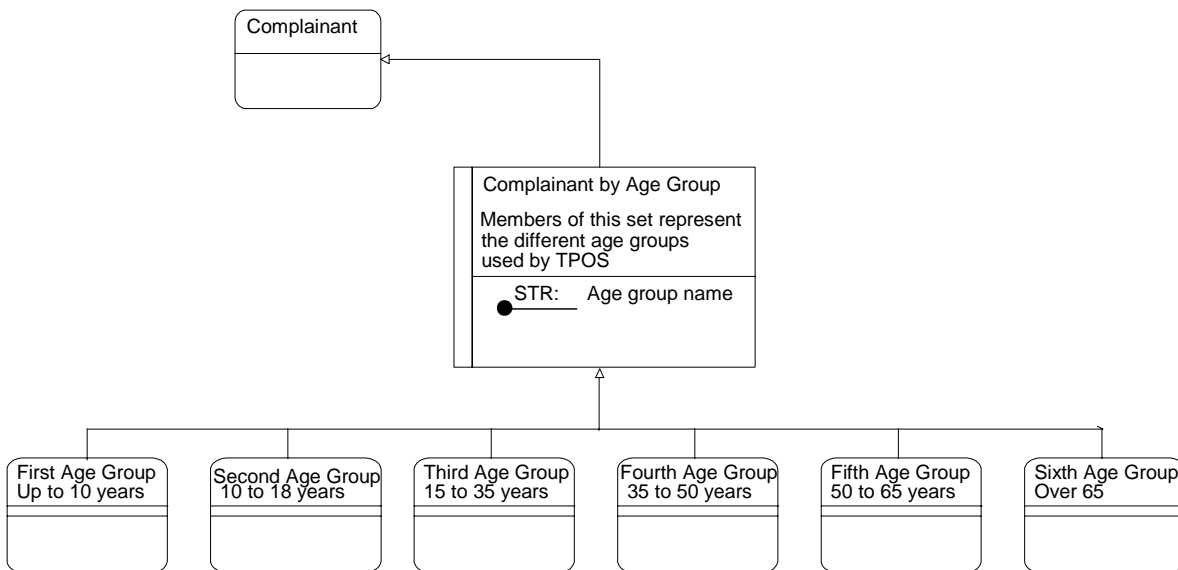 Complainant
Complainant by Age Group
Members of this set represent
the different age groups
used by TPOS
STR: Age group name
First Age Group
Up to 10 years
Second Age Group
10 to 18 years
Third Age Group
15 to 35 years
Fourth Age Group
35 to 50 years
Fifth Age Group
50 to 65 years
Sixth Age Group
Over 65